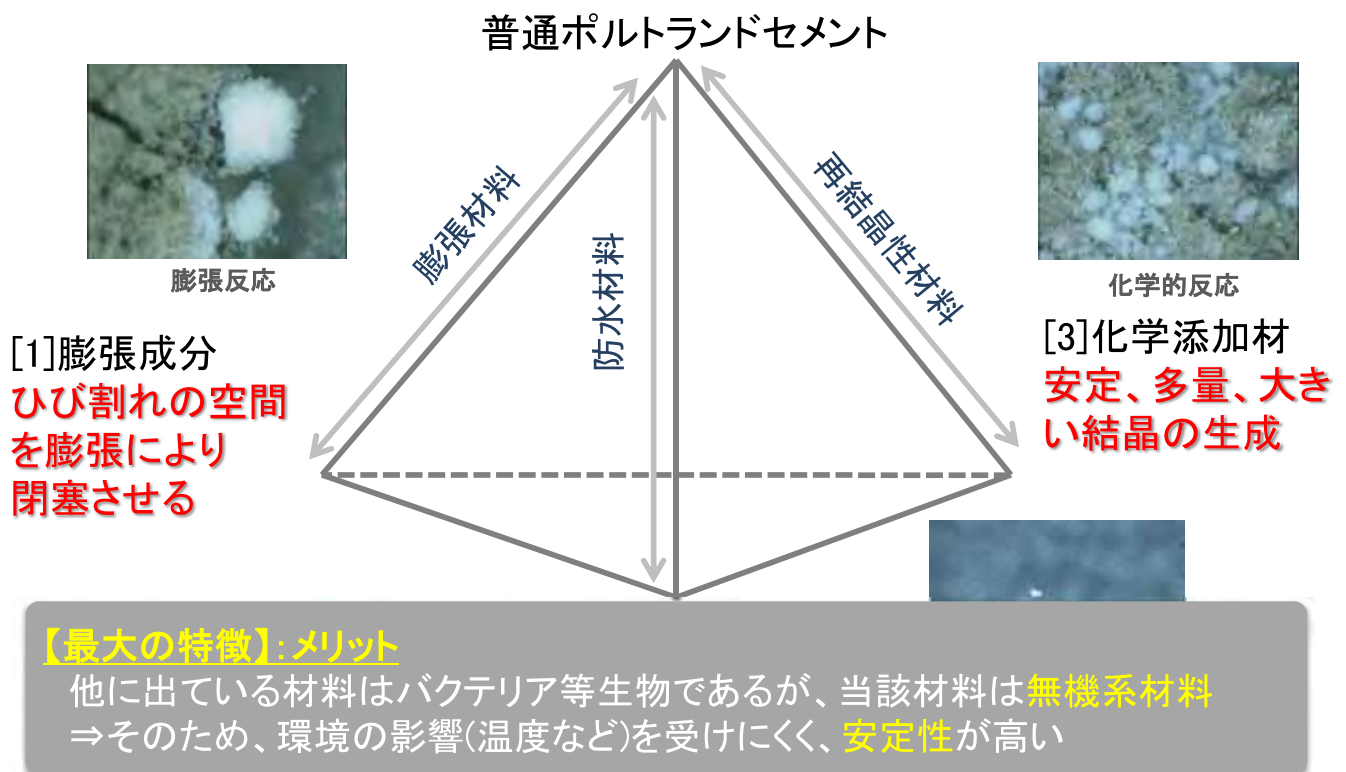 普通ポルトランドセメント
膨張材料
防水材料
再結晶性材料
膨張反応
化学的反応
[1]膨張成分
ひび割れの空間
を膨張により
閉塞させる
[3]化学添加材
安定、多量、大き
い結晶の生成
【最大の特徴】:メリット
他に出ている材料はバクテリア等生物であるが、当該材料は無機系材料
⇒そのため、環境の影響(温度など)を受けにくく、安定性が高い